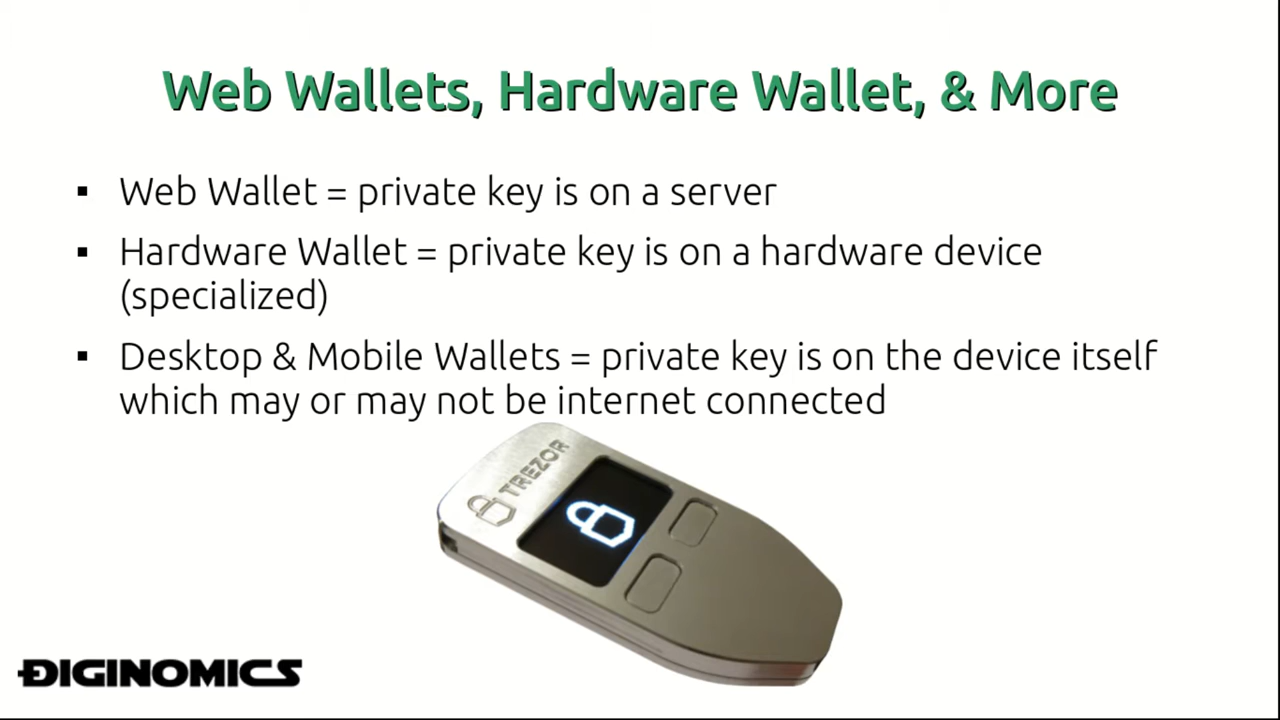 Web Wallets, Hardware Wallet, & More
▪ Web Wallet = private key is on a server
▪ Hardware Wallet = private key is on a hardware device
(specialized)
▪ Desktop & Mobile Wallets = private key is on the device itself
which may or may not be internet connected
TREZOR
DIGINOMICS